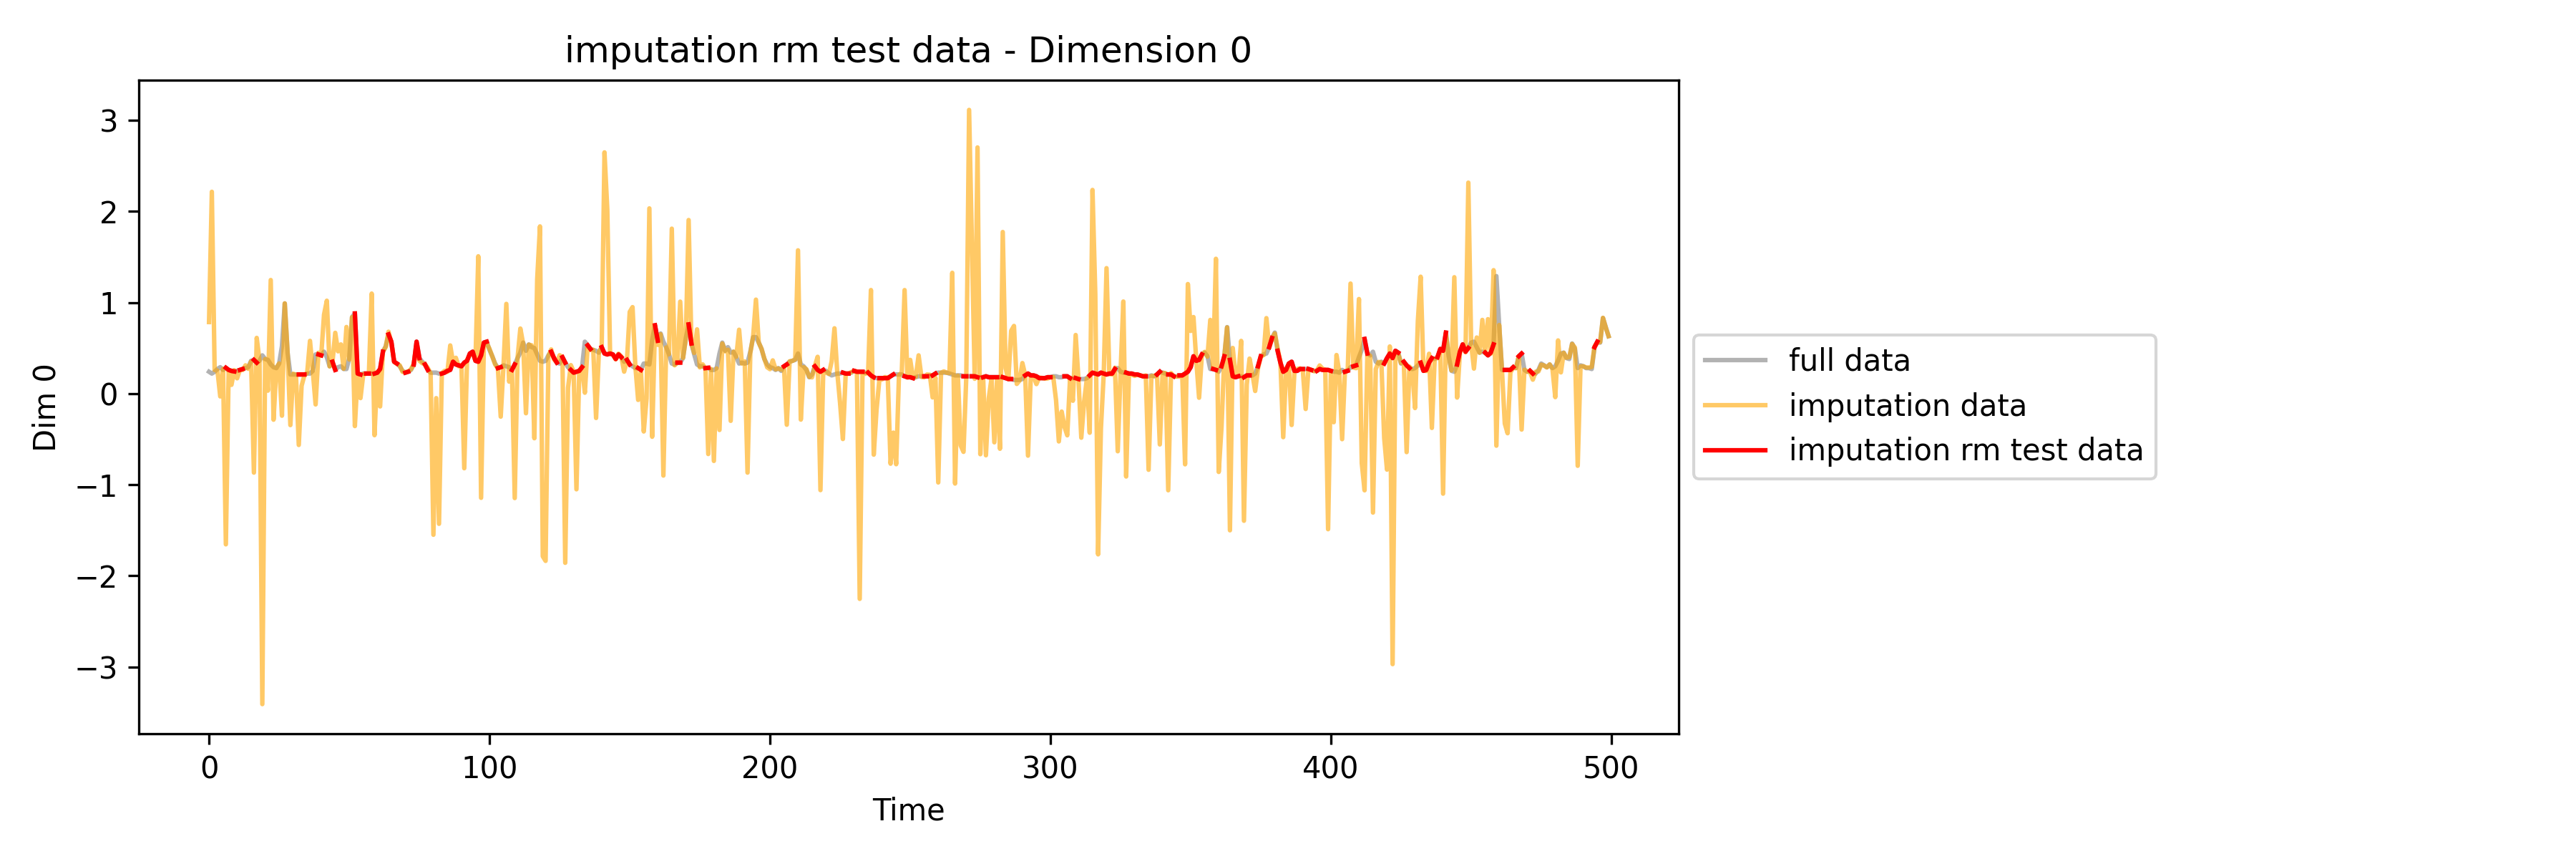 imputation rm test data - Dimension 0
3
2
1
0
−1
−2
−3
Dim 0
0 100 200 300 400 500
Time
full data
imputation data
imputation rm test data